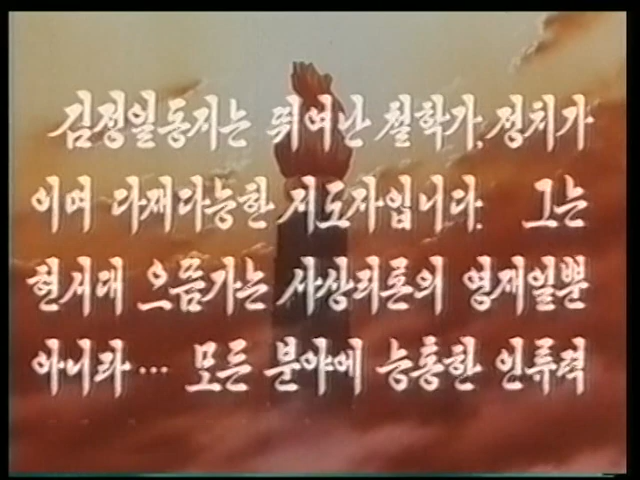 김정일동지는 뛰여난 철학가, 정치가
이며 다재다능한 지도자입니다. 그는
현시대 으뜸가는 사상리론의 영재일뿐
아니라… 모든 분야에 능통한 인류력